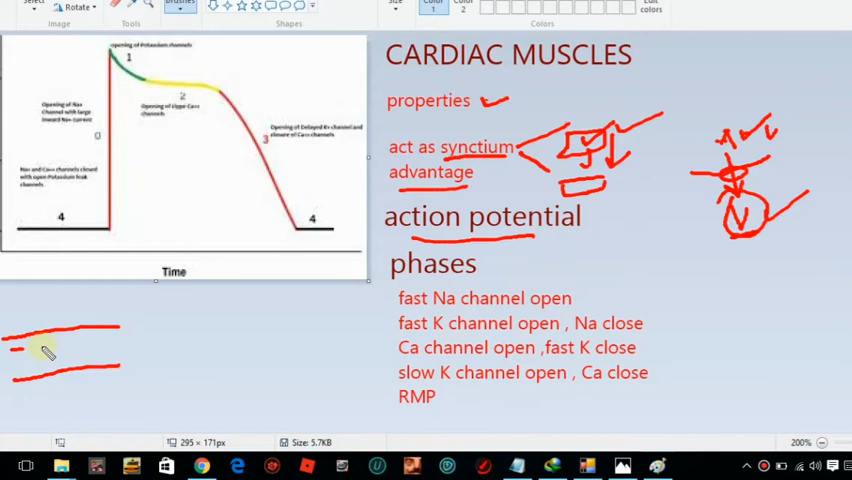 Select
Rotate
Brushes
Size
Color
1
Color
2
Edit
colors
Image
Tools
Shapes
Colors
opening of Potassium channels
1
2
Opening of Na+
Channel with large
inward Na+ current
0
Opening of L-type Ca++
channels
3
Opening of Delayed K+ channel and
closure of Ca++ channels
Na+ and Ca++ channels closed
with open Potassium leak
channels
4
4
Time
CARDIAC MUSCLES
properties
act as synctium
advantage
action potential
phases
fast Na channel open
fast K channel open , Na close
Ca channel open ,fast K close
slow K channel open , Ca close
RMP
295 × 171px
Size: 5.7KB
200%